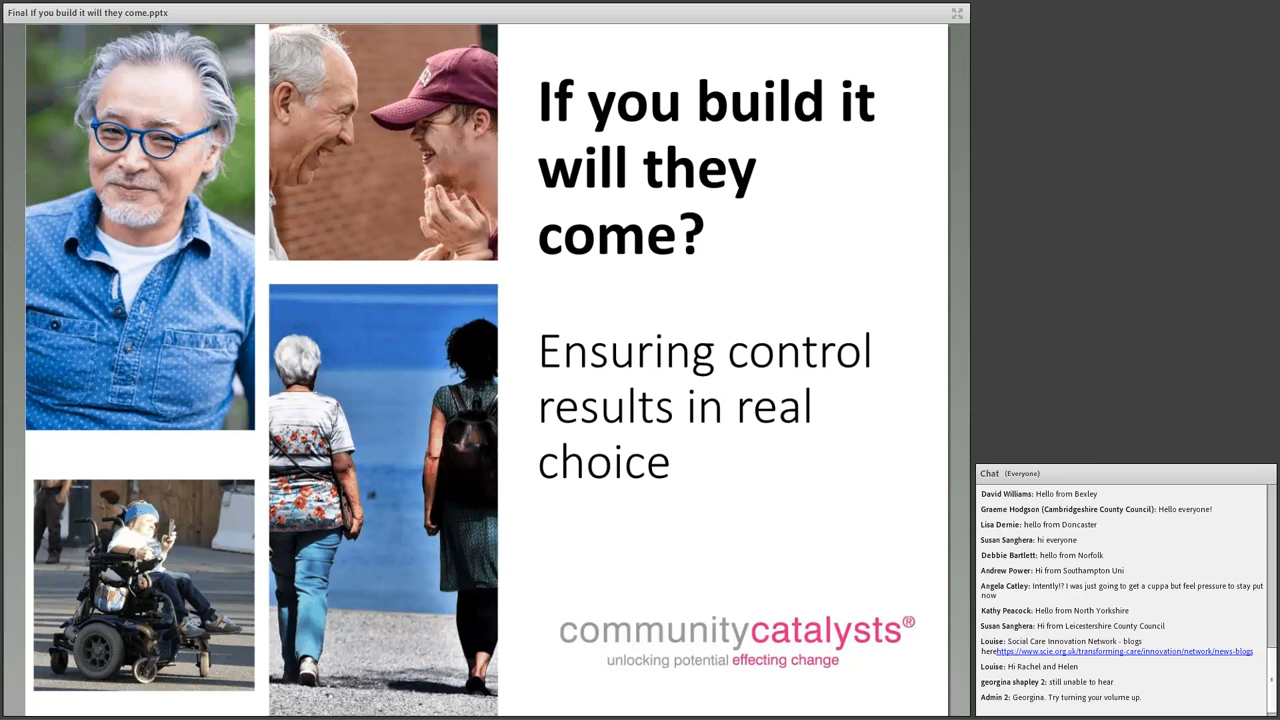 Final If you build it will they come.pptx
If you build it
will they
come?
Ensuring control
results in real
choice
communitycatalysts®
unlocking potential effecting change
Chat (Everyone)
David Williams: Hello from Bexley
Graeme Hodgson (Cambridgeshire County Council): Hello everyone!
Lisa Dernie: hello from Doncaster
Susan Sanghera: hi everyone
Debbie Bartlett: hello from Norfolk
Andrew Power: Hi from Southampton Uni
Angela Catley: Intently!? I was just going to get a cuppa but feel pressure to stay put
now
Kathy Peacock: Hello from North Yorkshire
Susan Sanghera: Hi from Leicestershire County Council
Louise: Social Care Innovation Network - blogs
herehttps://www.scie.org.uk/transforming-care/innovation/network/news-blogs
Louise: Hi Rachel and Helen
georgina shapley 2: still unable to hear
Admin 2: Georgina. Try turning your volume up.